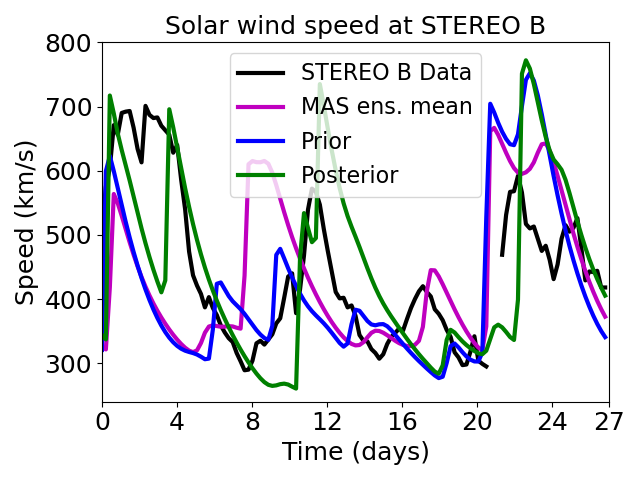 Solar wind speed at STEREO B
Speed (km/s)
800
700
600
500
400
300
STEREO B Data
MAS ens. mean
Prior
Posterior
0 4 8 12 16 20 24 27
Time (days)